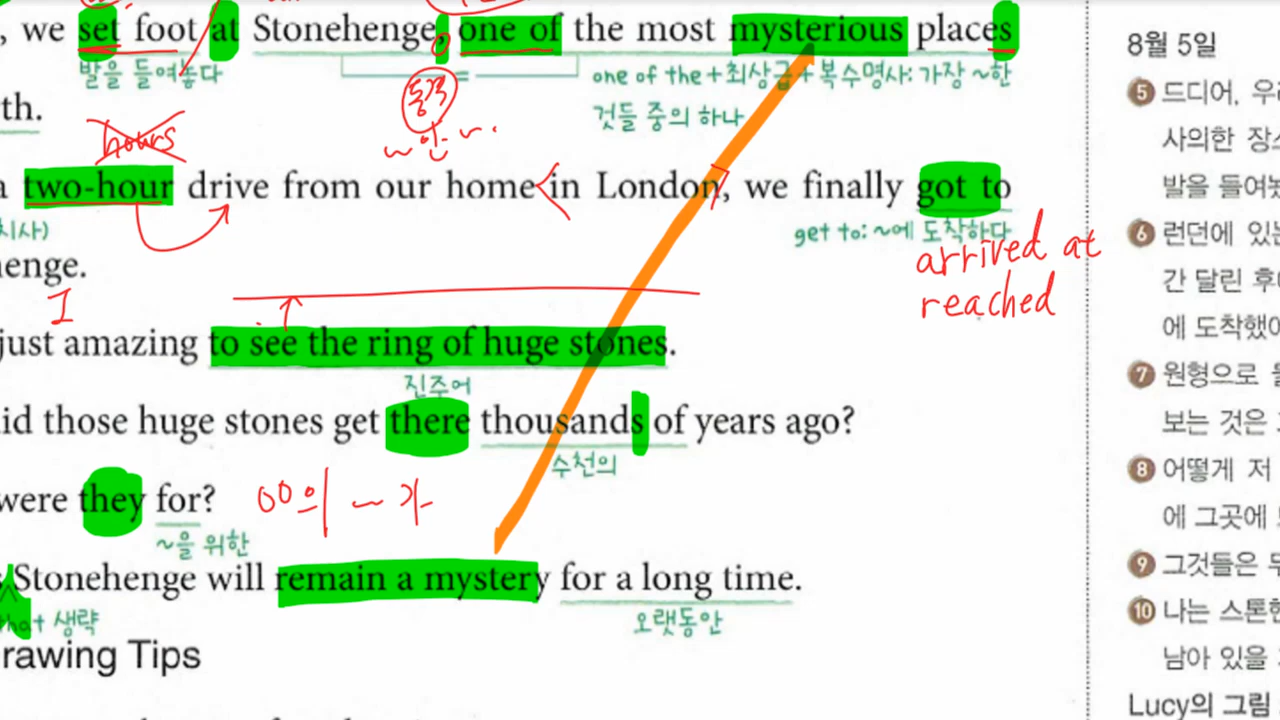 , we set foot at Stonehenge, one of the most mysterious places
발을 들여놓다
=
one of the+최상급+복수명사: 가장 ~한
것들 중의 하나
동격
~인 ~.
th.
hours
a two-hour drive from our home in London, we finally got to
치사)
get to: ~에 도착하다
arrived at
reached
henge.
I
just amazing to see the ring of huge stones.
진주어
id those huge stones get there thousands of years ago?
수천의
were they for?
~을 위한
Stonehenge will remain a mystery for a long time.
that 생략
오랫동안
rawing Tips
8월 5일
5 드디어, 우리
사의한 장소
발을 들여놓
6 런던에 있는
간 달린 후에
에 도착했어
7 원형으로
보는 것은
8 어떻게 저
에 그곳에
9 그것들은
10 나는 스톤헨
남아 있을
Lucy의 그림